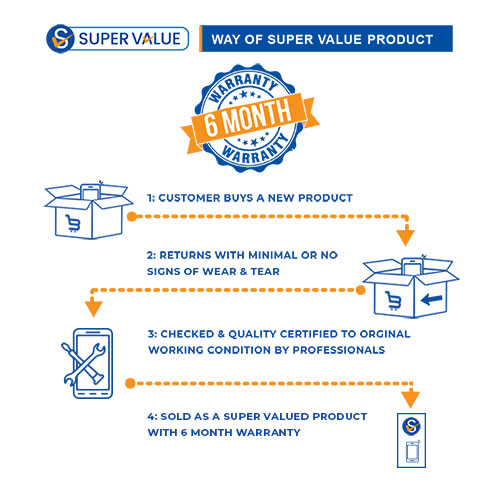 SUPER VALUE
WAY OF SUPER VALUE PRODUCT
WARRANTY
6 MONTH
WARRANTY
1: CUSTOMER BUYS A NEW PRODUCT
2: RETURNS WITH MINIMAL OR NO
SIGNS OF WEAR & TEAR
3: CHECKED & QUALITY CERTIFIED TO ORGINAL
WORKING CONDITION BY PROFESSIONALS
4: SOLD AS A SUPER VALUED PRODUCT
WITH 6 MONTH WARRANTY